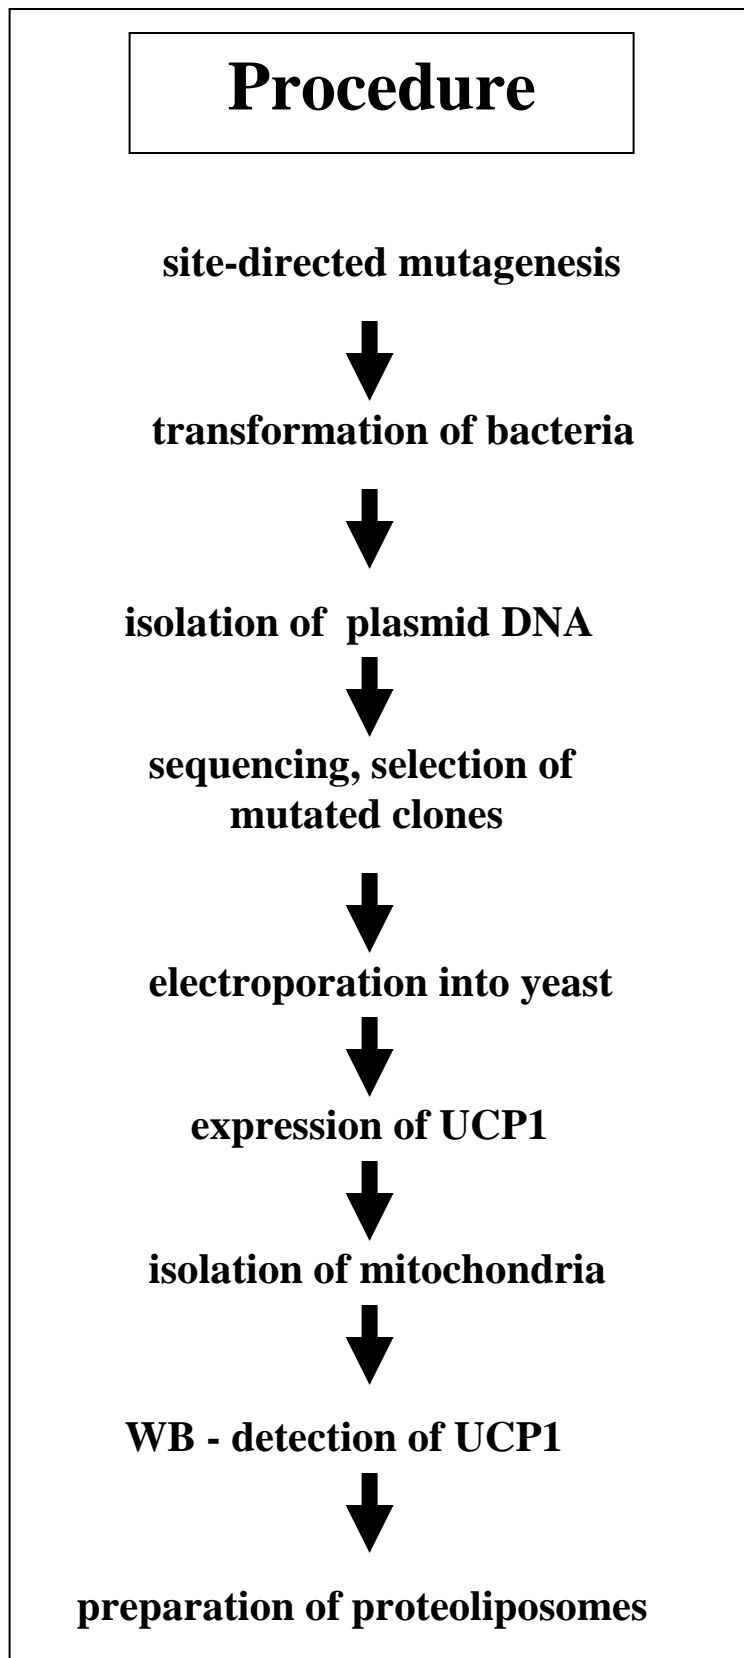 Procedure
site-directed mutagenesis
transformation of bacteria
isolation of  plasmid DNA
sequencing, selection of
mutated clones
electroporation into yeast
expression of UCP1
isolation of mitochondria
WB - detection of UCP1
preparation of proteoliposomes